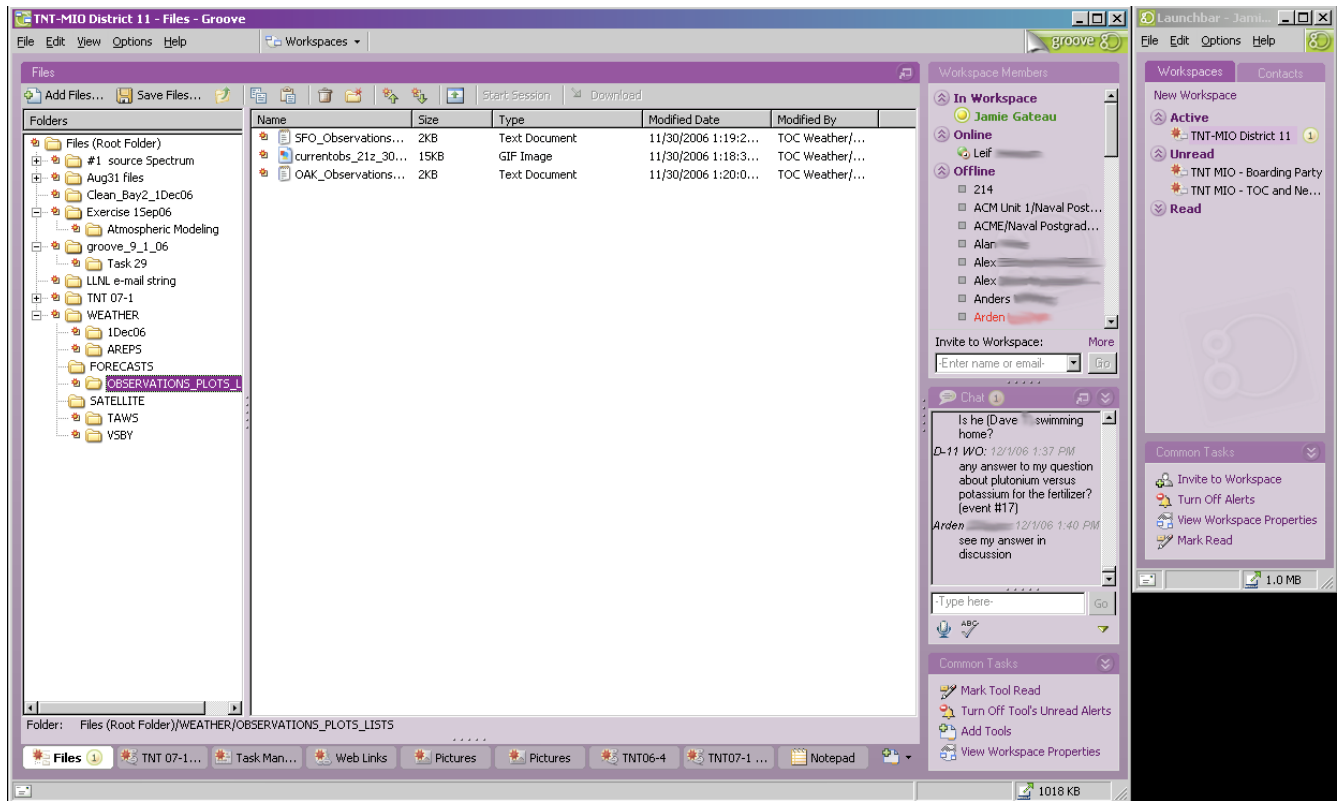 TNT-MIO District 11 - Files - Groove
File Edit View Options Help
Workspaces
groove
Files
Add Files... Save Files... Start Session Download
Folders
Files (Root Folder)
#1 source Spectrum
Aug31 files
Clean_Bay2_1Dec06
Exercise 1Sep06
Atmospheric Modeling
groove_9_1_06
Task 29
LLNL e-mail string
TNT 07-1
WEATHER
1Dec06
AREPS
FORECASTS
OBSERVATIONS_PLOTS_L
SATELLITE
TAWS
VSBY
Name Size Type Modified Date Modified By
SFO_Observations... 2KB Text Document 11/30/2006 1:19:2... TOC Weather/...
currentobs_21z_30... 15KB GIF Image 11/30/2006 1:18:3... TOC Weather/...
OAK_Observations... 2KB Text Document 11/30/2006 1:20:0... TOC Weather/...
Folder: Files (Root Folder)/WEATHER/OBSERVATIONS_PLOTS_LISTS
Files 1 TNT 07-1... Task Man... Web Links Pictures Pictures TNT06-4 TNT07-1 ... Notepad
Workspace Members
In Workspace
Jamie Gateau
Online
Leif
Offline
214
ACM Unit 1/Naval Post...
ACME/Naval Postgrad...
Alan
Alex
Alex
Anders
Arden
Invite to Workspace: More
-Enter name or email- Go
Chat 1
Is he (Dave swimming
home?
D-11 WO: 12/1/06 1:37 PM
any answer to my question
about plutonium versus
potassium for the fertilizer?
(event #17)
Arden 12/1/06 1:40 PM
see my answer in
discussion
-Type here- Go
ABC
Common Tasks
Mark Tool Read
Turn Off Tool's Unread Alerts
Add Tools
View Workspace Properties
1018 KB
Launchbar - Jami...
File Edit Options Help
Workspaces Contacts
New Workspace
Active
TNT-MIO District 11 1
Unread
TNT MIO - Boarding Party
TNT MIO - TOC and Ne...
Read
Common Tasks
Invite to Workspace
Turn Off Alerts
View Workspace Properties
Mark Read
1.0 MB